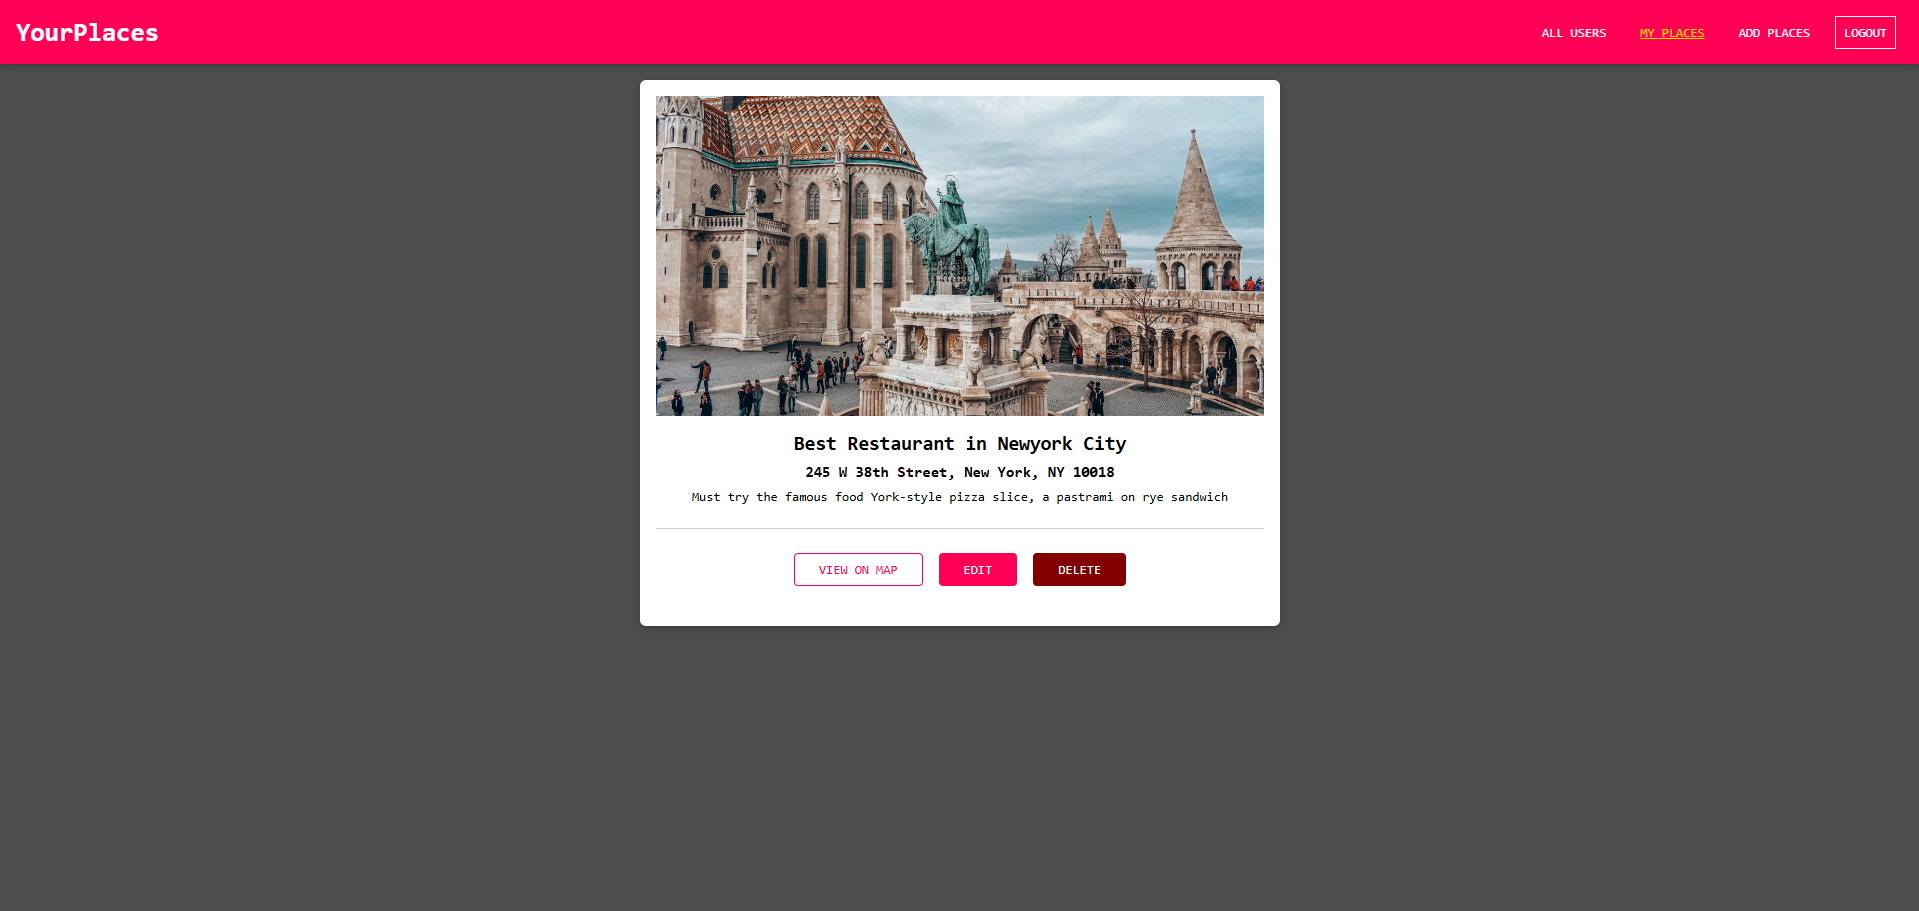 YourPlaces
ALL USERS
MY PLACES
ADD PLACES
LOGOUT
Best Restaurant in Newyork City
245 W 38th Street, New York, NY 10018
Must try the famous food York-style pizza slice, a pastrami on rye sandwich
VIEW ON MAP
EDIT
DELETE